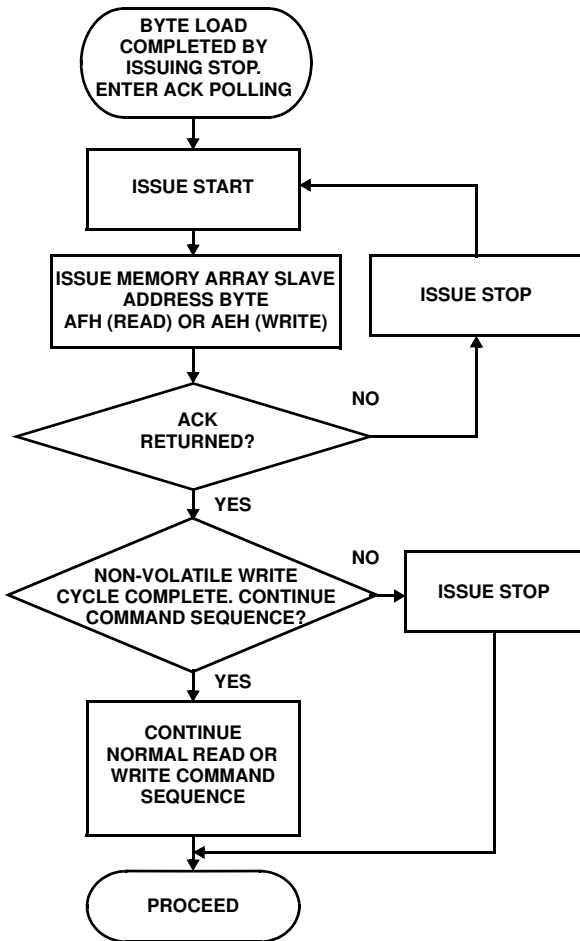 BYTE LOAD
COMPLETED BY
ISSUING STOP.
ENTER ACK POLLING
ISSUE START
ISSUE MEMORY ARRAY SLAVE
ADDRESS BYTE
AFH (READ) OR AEH (WRITE)
ISSUE STOP
NO
ACK
RETURNED?
YES
NO
NON-VOLATILE WRITE
CYCLE COMPLETE. CONTINUE
COMMAND SEQUENCE?
ISSUE STOP
YES
CONTINUE
NORMAL READ OR
WRITE COMMAND
SEQUENCE
PROCEED